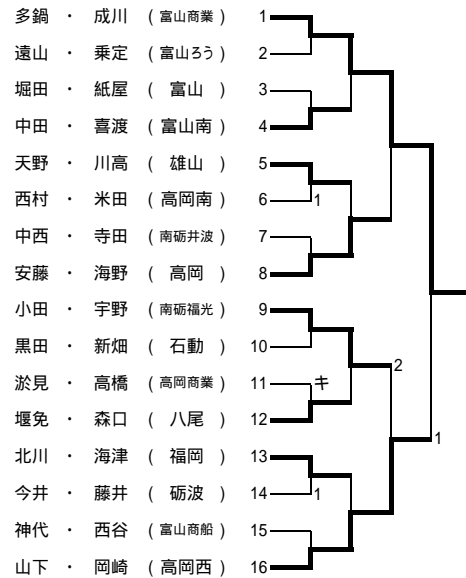 多鍋 ・ 成川 ( 富山商業 ) 1
遠山 ・ 乗定 ( 富山ろう ) 2
堀田 ・ 紙屋 ( 富山 ) 3
中田 ・ 喜渡 ( 富山南 ) 4
天野 ・ 川高 ( 雄山 ) 5
西村 ・ 米田 ( 高岡南 ) 6 1
中西 ・ 寺田 ( 南砺井波 ) 7
安藤 ・ 海野 ( 高岡 ) 8
小田 ・ 宇野 ( 南砺福光 ) 9
黒田 ・ 新畑 ( 石動 ) 10 2
淤見 ・ 高橋 ( 高岡商業 ) 11 キ
堰免 ・ 森口 ( 八尾 ) 12 1
北川 ・ 海津 ( 福岡 ) 13
今井 ・ 藤井 ( 砺波 ) 14 1
神代 ・ 西谷 ( 富山商船 ) 15
山下 ・ 岡崎 ( 高岡西 ) 16